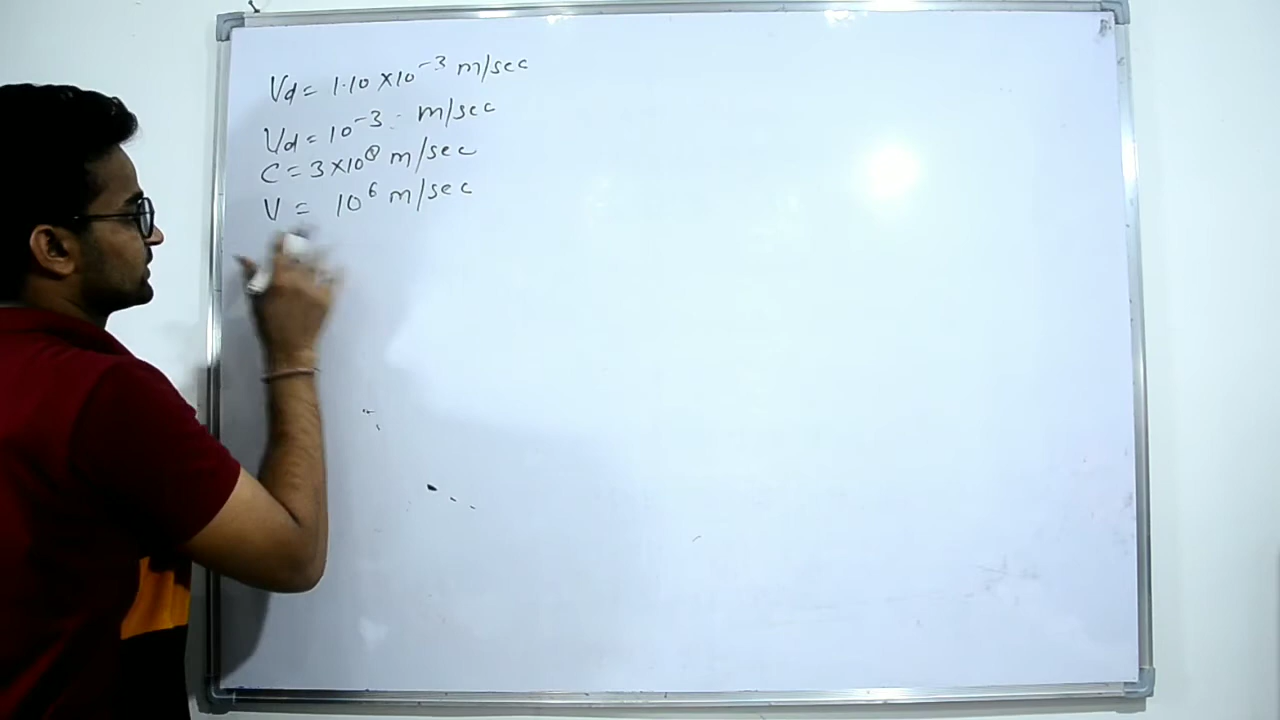 Vd = 1.10 x 10⁻³ m/sec
Vd = 10⁻³ m/sec
C = 3 x 10⁸ m/sec
V = 10⁶ m/sec